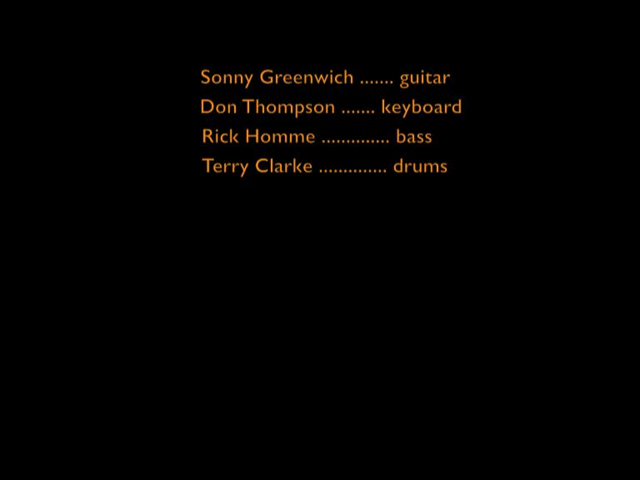 Sonny Greenwich ....... guitar
Don Thompson ....... keyboard
Rick Homme .............. bass
Terry Clarke .............. drums